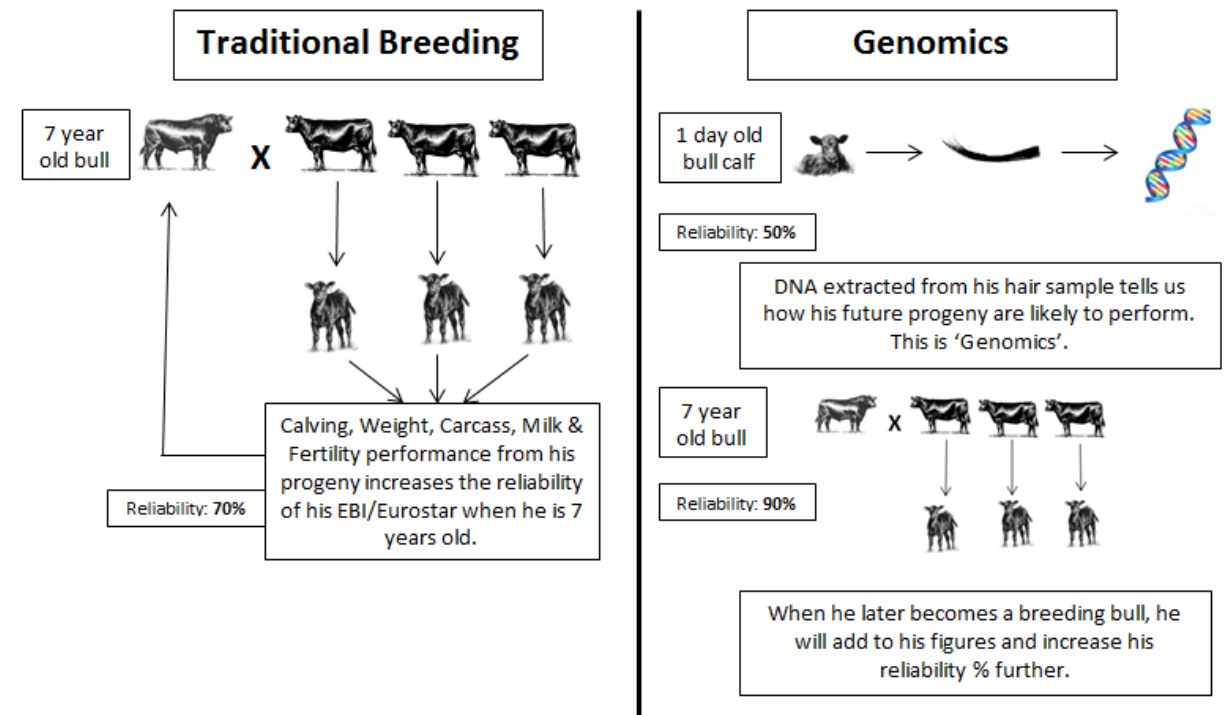 Traditional Breeding
7 year
old bull
X
Calving, Weight, Carcass, Milk &
Fertility performance from his
progeny increases the reliability
of his EBI/Eurostar when he is 7
years old.
Reliability: 70%
Genomics
1 day old
bull calf
Reliability: 50%
DNA extracted from his hair sample tells us
how his future progeny are likely to perform.
This is ‘Genomics’.
7 year
old bull
X
Reliability: 90%
When he later becomes a breeding bull, he
will add to his figures and increase his
reliability % further.